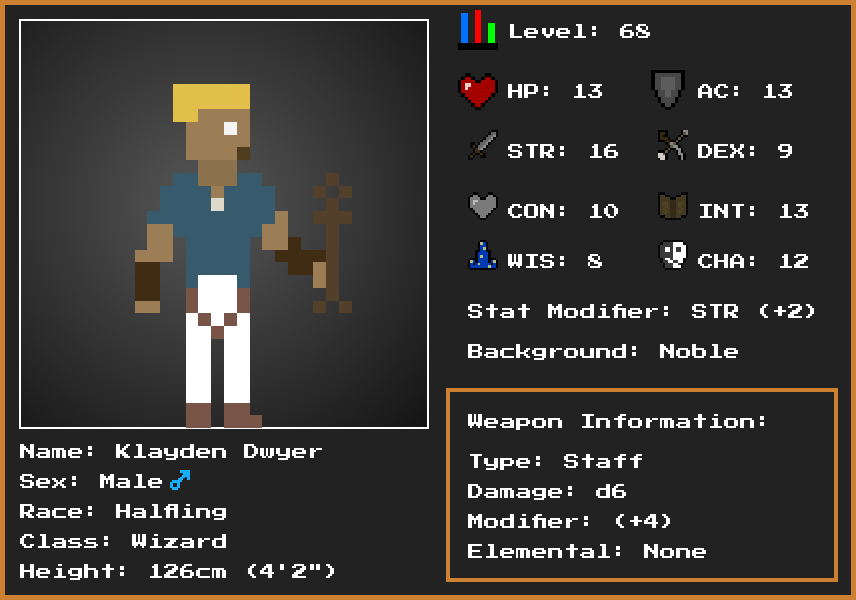 Level: 68
HP: 13 AC: 13
STR: 16 DEX: 9
CON: 10 INT: 13
WIS: 8 CHA: 12
Stat Modifier: STR (+2)
Background: Noble
Weapon Information:
Type: Staff
Damage: d6
Modifier: (+4)
Elemental: None
Name: Klayden Dwyer
Sex: Male♂
Race: Halfling
Class: Wizard
Height: 126cm (4'2")